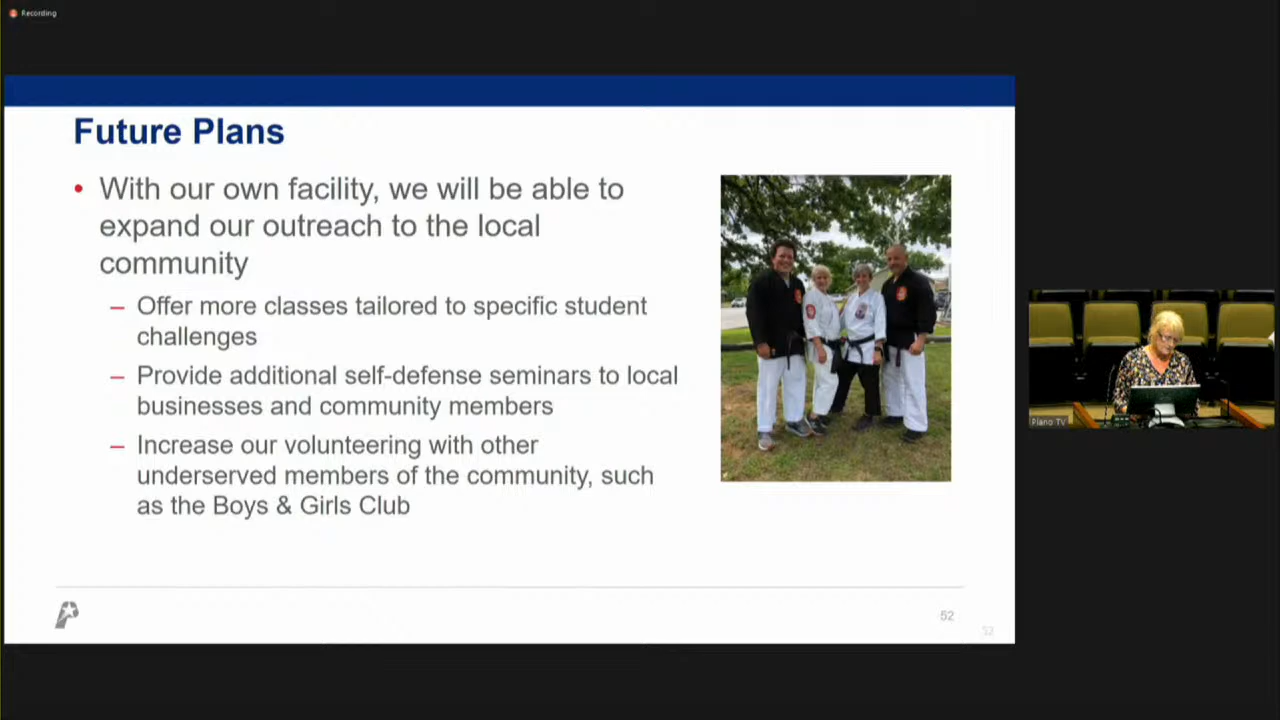 Recording
Future Plans
• With our own facility, we will be able to
expand our outreach to the local
community
– Offer more classes tailored to specific student
challenges
– Provide additional self-defense seminars to local
businesses and community members
– Increase our volunteering with other
underserved members of the community, such
as the Boys & Girls Club
52
52
Plano TV